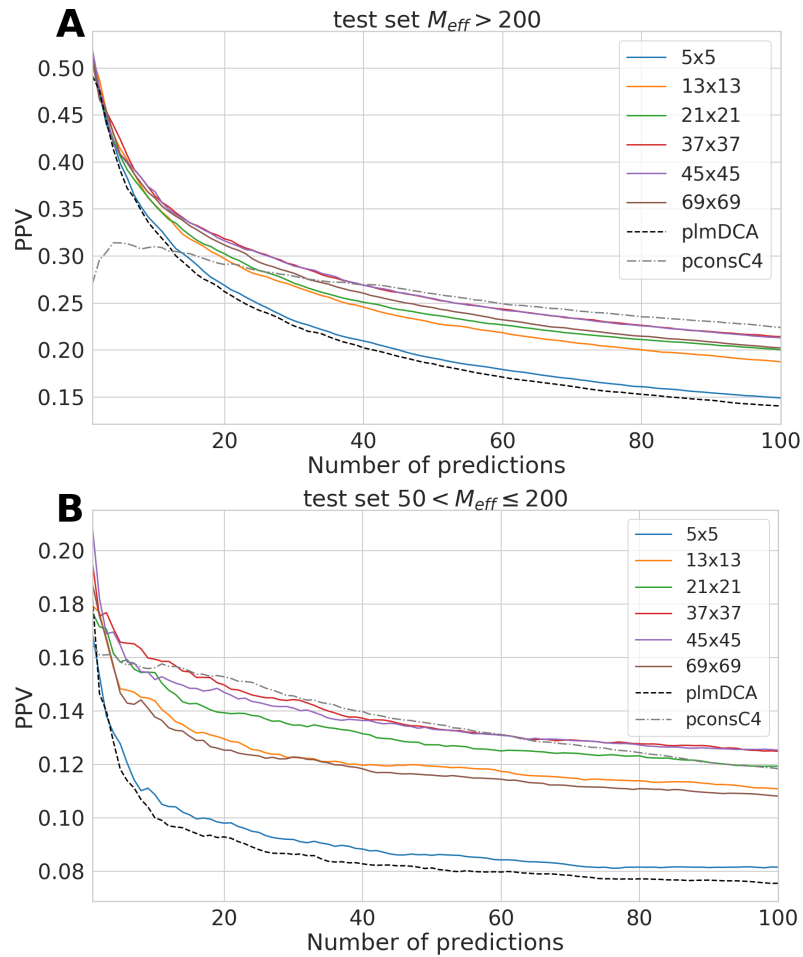 A
test set M_eff > 200
PPV
0.50
0.45
0.40
0.35
0.30
0.25
0.20
0.15
5x5
13x13
21x21
37x37
45x45
69x69
plmDCA
pconsC4
20
40
60
80
100
Number of predictions
B
test set 50 < M_eff ≤ 200
PPV
0.20
0.18
0.16
0.14
0.12
0.10
0.08
5x5
13x13
21x21
37x37
45x45
69x69
plmDCA
pconsC4
20
40
60
80
100
Number of predictions